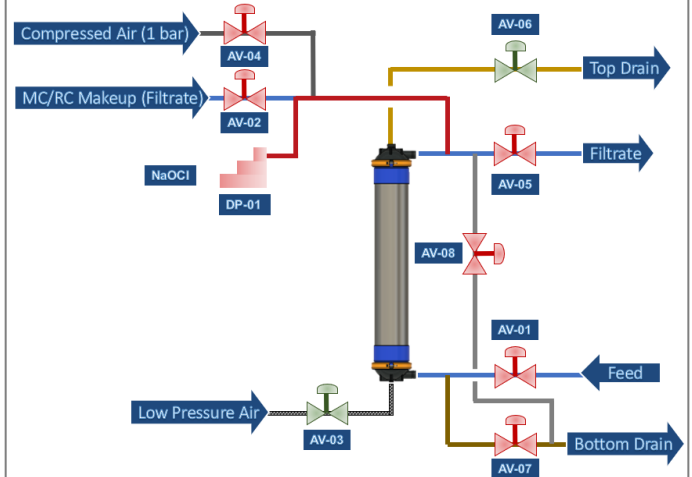 AV-06
Compressed Air (1 bar)
AV-04
Top Drain
MC/RC Makeup (Filtrate)
AV-02
Filtrate
NaOCI
AV-05
DP-01
AV-08
AV-01
Feed
Low Pressure Air
AV-03
Bottom Drain
AV-07